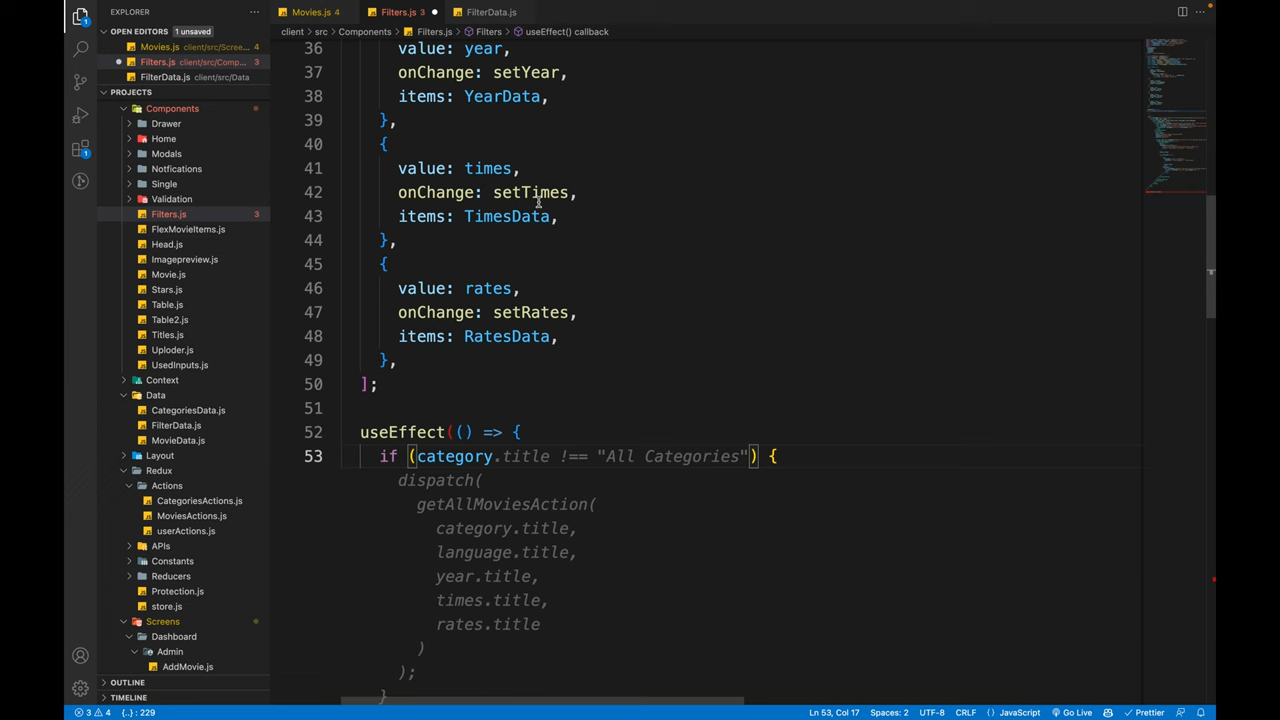 EXPLORER
Movies.js 4
Filters.js 3
FilterData.js
OPEN EDITORS 1 unsaved
client > src > Components > Filters.js > Filters > useEffect() callback
Movies.js client/src/Scree... 4
Filters.js client/src/Comp... 3
FilterData.js client/src/Data
PROJECTS
Components
Drawer
Home
Modals
Notfications
Single
Validation
Filters.js 3
FlexMovieItems.js
Head.js
Imagepreview.js
Movie.js
Stars.js
Table.js
Table2.js
Titles.js
Uploder.js
UsedInputs.js
Context
Data
CategoriesData.js
FilterData.js
MovieData.js
Layout
Redux
Actions
CategoriesActions.js
MoviesActions.js
userActions.js
APIs
Constants
Reducers
Protection.js
store.js
Screens
Dashboard
Admin
AddMovie.js
OUTLINE
TIMELINE
36 value: year,
37 onChange: setYear,
38 items: YearData,
39 },
40 {
41 value: times,
42 onChange: setTimes,
43 items: TimesData,
44 },
45 {
46 value: rates,
47 onChange: setRates,
48 items: RatesData,
49 },
50 ];
51
52 useEffect(() => {
53 if (category.title !== "All Categories") {
dispatch(
getAllMoviesAction(
category.title,
language.title,
year.title,
times.title,
rates.title
)
);
}
1
1
3 4 {..} : 229
Ln 53, Col 17 Spaces: 2 UTF-8 CRLF {} JavaScript Go Live Prettier